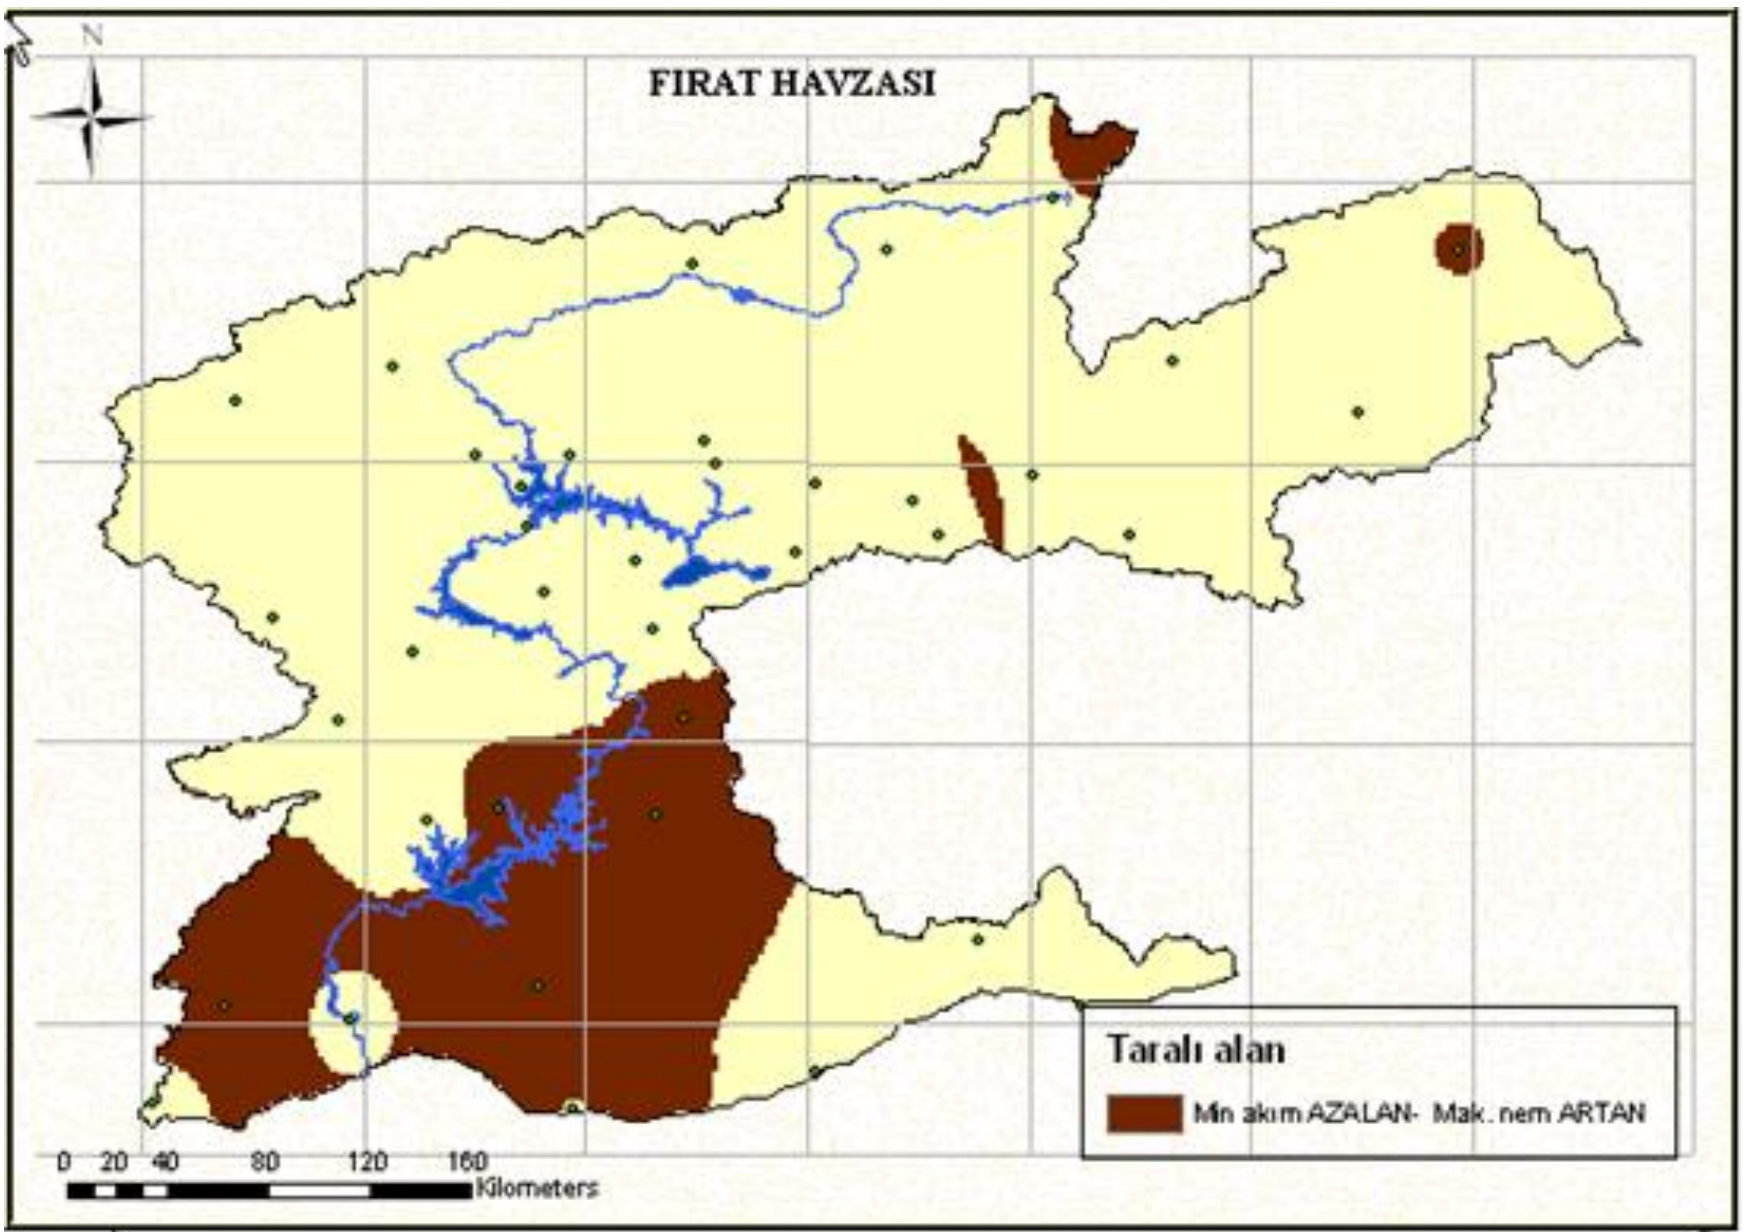 N
FIRAT HAVZASI
Taralı alan
Min akım AZALAN- Mak. nem ARTAN
0 20 40 80 120 160
Kilometers